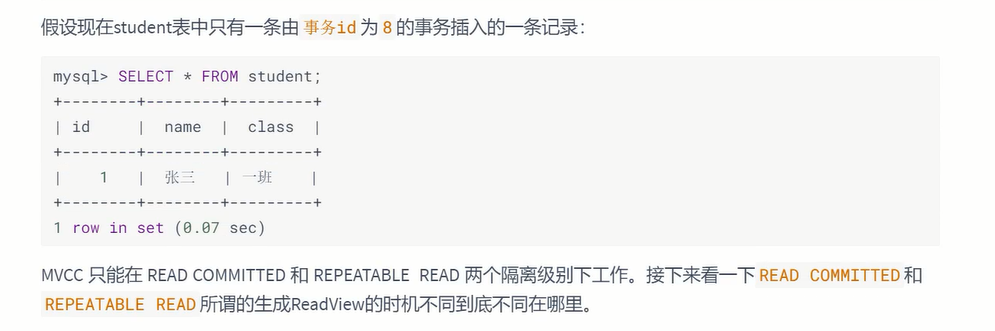 假设现在student表中只有一条由 事务id 为 8 的事务插入的一条记录：
mysql> SELECT * FROM student;
+--------+--------+---------+
| id     |  name  |  class  |
+--------+--------+---------+
|    1   |  张三   | 一班    |
+--------+--------+---------+
1 row in set (0.07 sec)
MVCC 只能在 READ COMMITTED 和 REPEATABLE READ 两个隔离级别下工作。接下来看一下 READ COMMITTED 和
REPEATABLE READ 所谓的生成ReadView的时机不同到底不同在哪里。